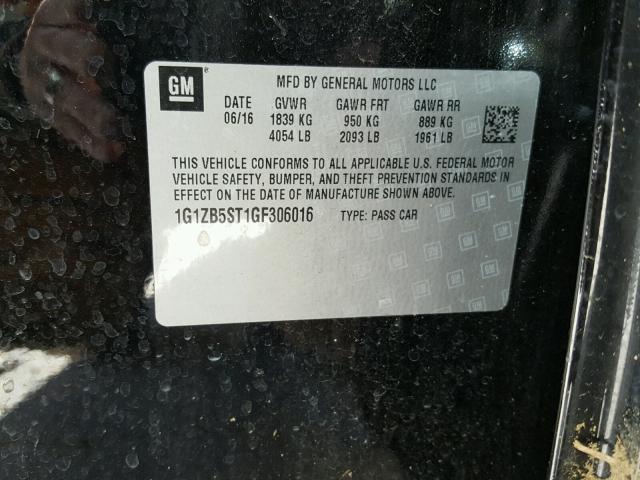 GM
MFD BY GENERAL MOTORS LLC
DATE GVWR GAWR FRT GAWR RR
06/16 1839 KG 950 KG 889 KG
4054 LB 2093 LB 1961 LB
THIS VEHICLE CONFORMS TO ALL APPLICABLE U.S. FEDERAL MOTOR
VEHICLE SAFETY, BUMPER, AND THEFT PREVENTION STANDARDS IN
EFFECT ON THE DATE OF MANUFACTURE SHOWN ABOVE.
1G1ZB5ST1GF306016 TYPE: PASS CAR